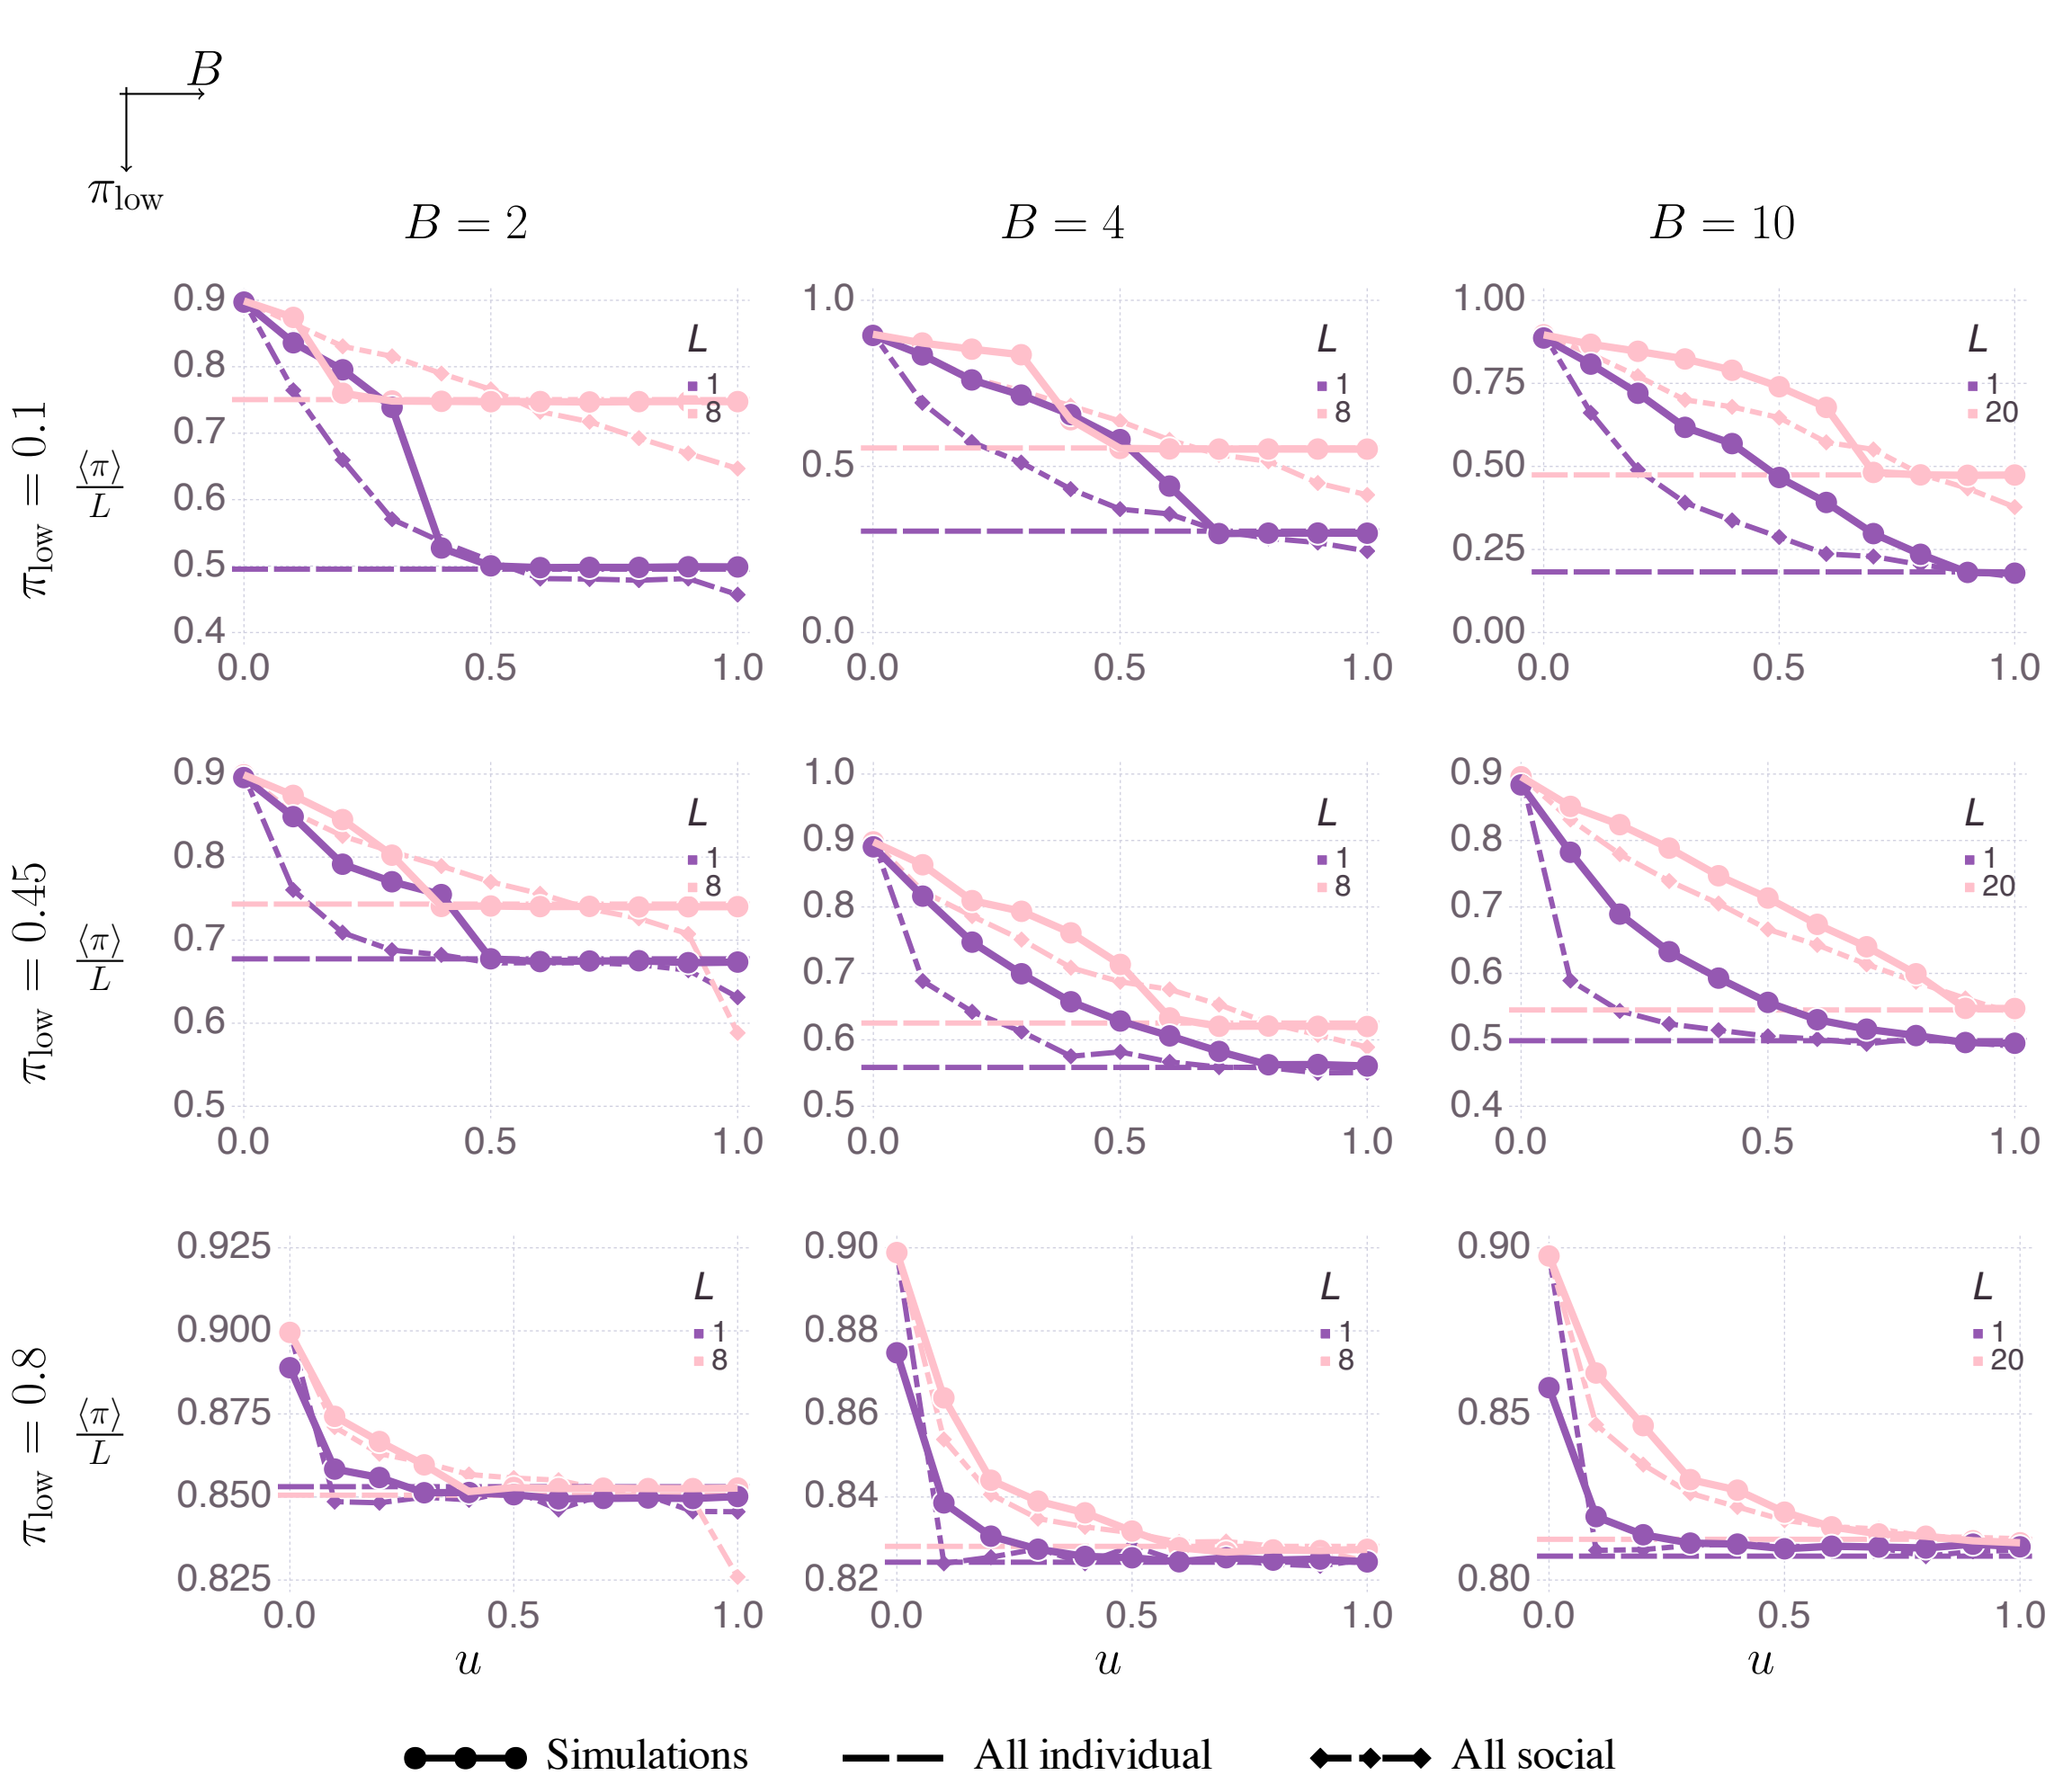 B
π_low
B = 2
B = 4
B = 10
π_low = 0.1
⟨π⟩/L
0.9
0.8
0.7
0.6
0.5
0.4
0.0 0.5 1.0
L
1
8
1.0
0.5
0.0
0.0 0.5 1.0
L
1
8
1.00
0.75
0.50
0.25
0.00
0.0 0.5 1.0
L
1
20
π_low = 0.45
⟨π⟩/L
0.9
0.8
0.7
0.6
0.5
0.0 0.5 1.0
L
1
8
1.0
0.9
0.8
0.7
0.6
0.5
0.0 0.5 1.0
L
1
8
0.9
0.8
0.7
0.6
0.5
0.4
0.0 0.5 1.0
L
1
20
π_low = 0.8
⟨π⟩/L
0.925
0.900
0.875
0.850
0.825
0.0 0.5 1.0
u
L
1
8
0.90
0.88
0.86
0.84
0.82
0.0 0.5 1.0
u
L
1
8
0.90
0.85
0.80
0.0 0.5 1.0
u
L
1
20
Simulations All individual All social